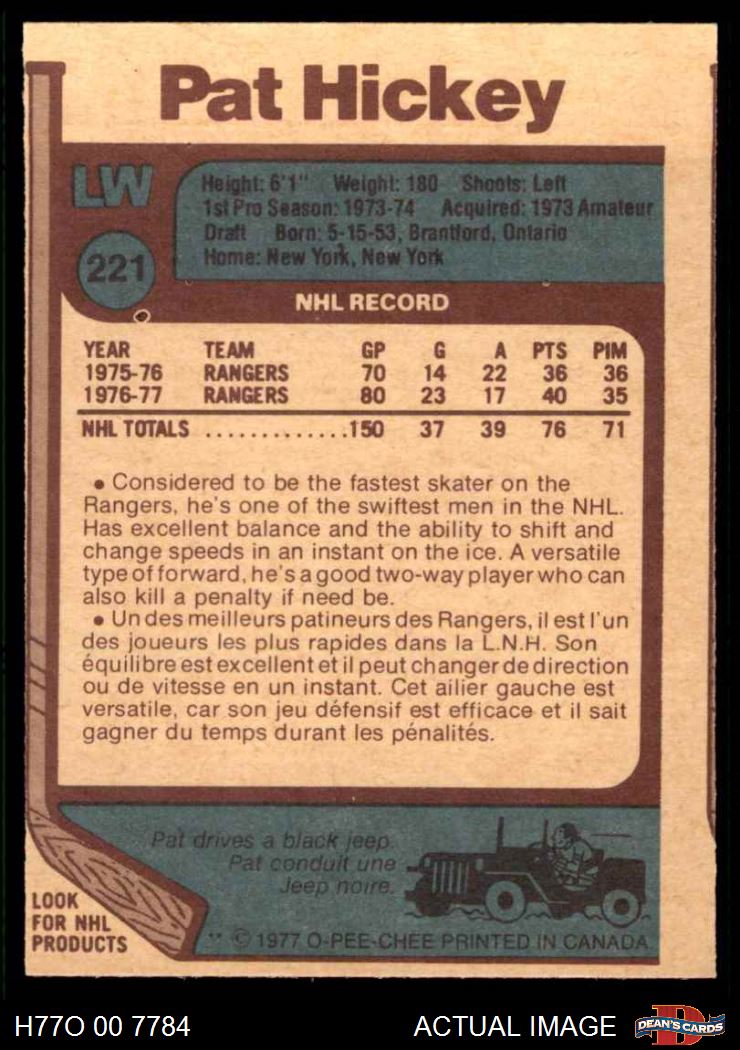 Pat Hickey
LW
Height: 6'1" Weight: 180 Shoots: Left
1st Pro Season: 1973-74 Acquired: 1973 Amateur
Draft Born: 5-15-53, Brantford, Ontario
Home: New York, New York
221
NHL RECORD
YEAR TEAM GP G A PTS PIM
1975-76 RANGERS 70 14 22 36 36
1976-77 RANGERS 80 23 17 40 35
NHL TOTALS .............150 37 39 76 71
• Considered to be the fastest skater on the
Rangers, he's one of the swiftest men in the NHL.
Has excellent balance and the ability to shift and
change speeds in an instant on the ice. A versatile
type of forward, he's a good two-way player who can
also kill a penalty if need be.
• Un des meilleurs patineurs des Rangers, il est l'un
des joueurs les plus rapides dans la L.N.H. Son
équilibre est excellent et il peut changer de direction
ou de vitesse en un instant. Cet ailier gauche est
versatile, car son jeu défensif est efficace et il sait
gagner du temps durant les pénalités.
Pat drives a black jeep.
Pat conduit une
Jeep noire.
LOOK
FOR NHL
PRODUCTS
** © 1977 O-PEE-CHEE PRINTED IN CANADA
H77O 00 7784 ACTUAL IMAGE
D
DEAN'S CARDS